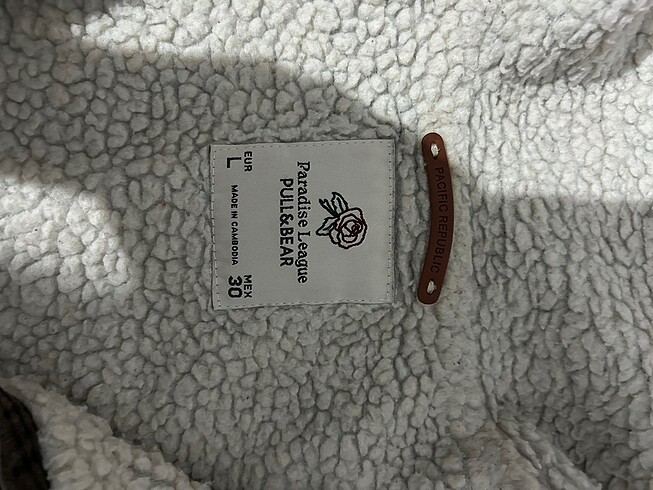 PACIFIC REPUBLIC
Paradise League
PULL&BEAR
EUR
L
MADE IN CAMBODIA
MEX
30